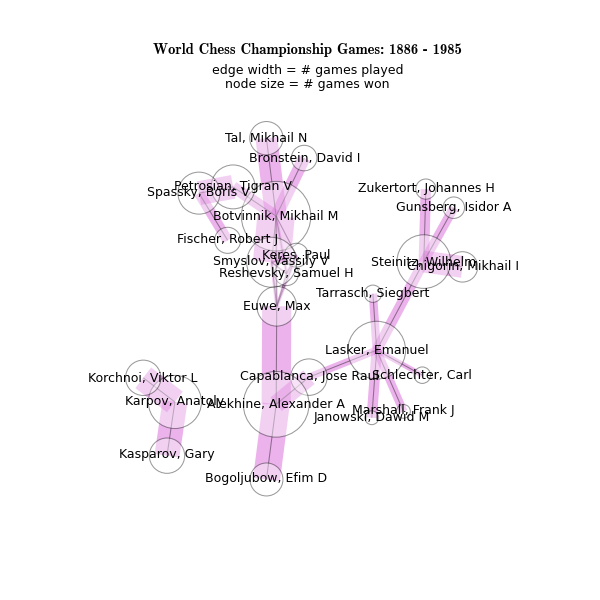 World Chess Championship Games: 1886 - 1985
edge width = # games played
node size = # games won
Tal, Mikhail N
Bronstein, David I
Petrosian, Tigran V
Spassky, Boris V
Zukertort, Johannes H
Gunsberg, Isidor A
Botvinnik, Mikhail M
Fischer, Robert J
Keres, Paul
Smyslov, Vassily V
Reshevsky, Samuel H
Steinitz, Wilhelm
Chigorin, Mikhail I
Tarrasch, Siegbert
Euwe, Max
Lasker, Emanuel
Korchnoi, Viktor L
Capablanca, Jose Raul
Schlechter, Carl
Karpov, Anatoly
Alekhine, Alexander A
Marshall, Frank J
Janowski, Dawid M
Kasparov, Gary
Bogoljubow, Efim D